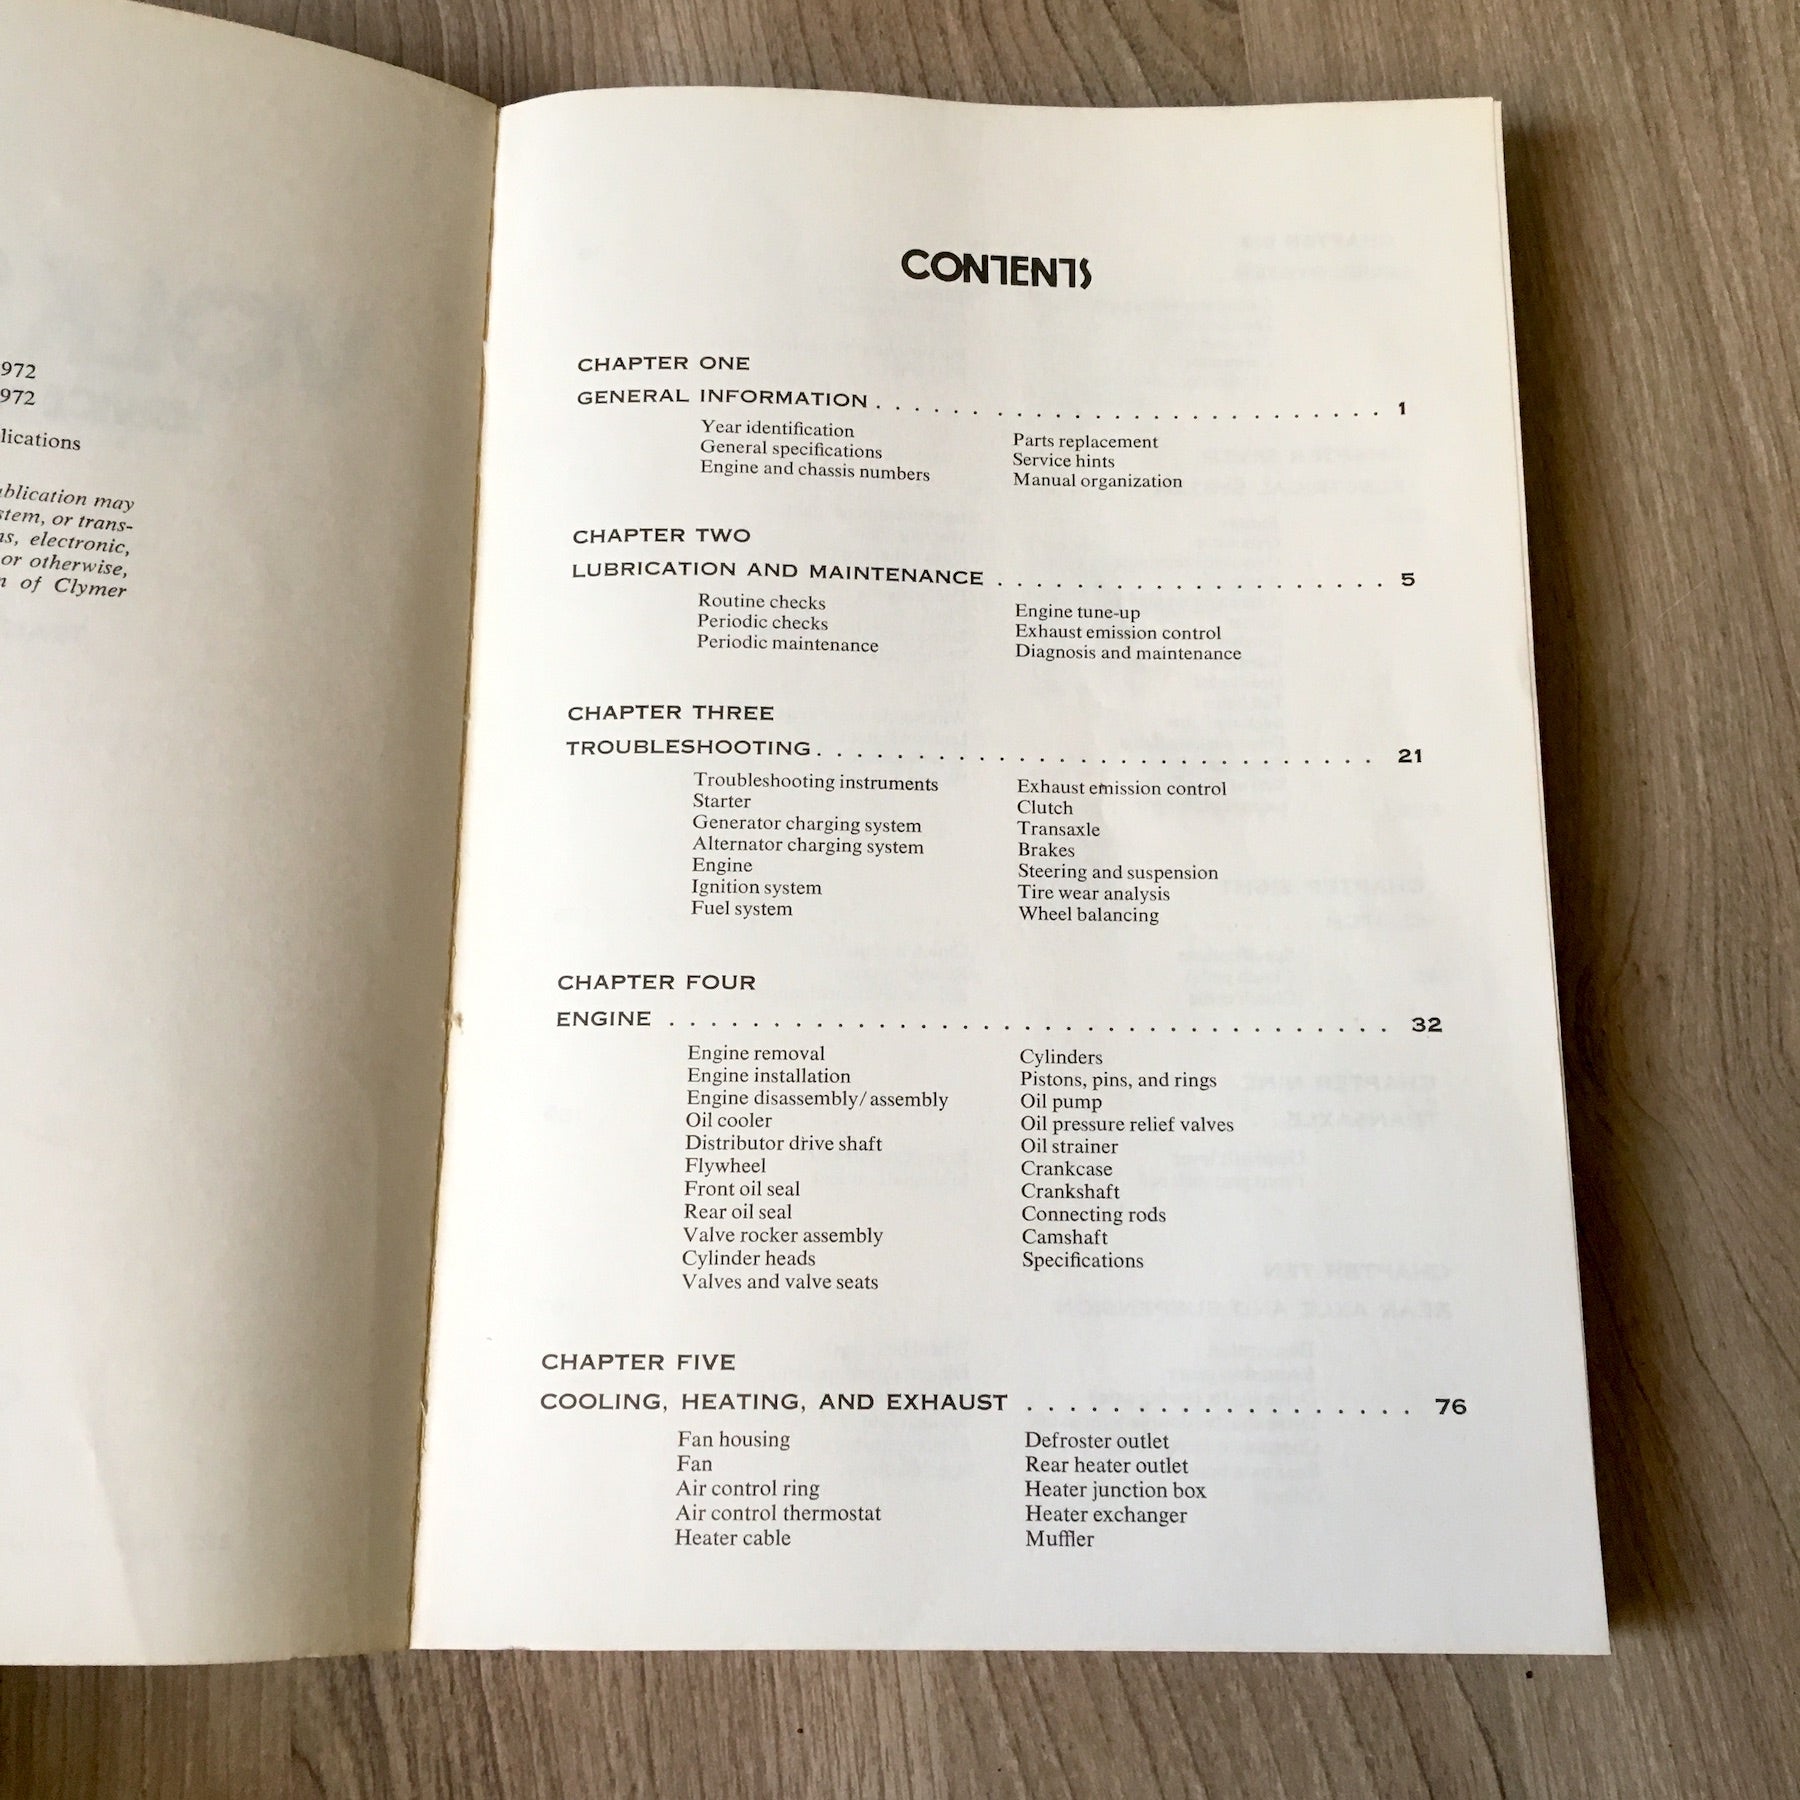 972
972
lications
blication may
stem, or trans-
electronic,
or otherwise,
of Clymer
CONTENTS
CHAPTER ONE
GENERAL INFORMATION . . . . . . . . . . . . . . . . . . . . . . . . . . 1
Year identification
General specifications
Engine and chassis numbers
Parts replacement
Service hints
Manual organization
CHAPTER TWO
LUBRICATION AND MAINTENANCE . . . . . . . . . . . . . . . . . . . 5
Routine checks
Periodic checks
Periodic maintenance
Engine tune-up
Exhaust emission control
Diagnosis and maintenance
CHAPTER THREE
TROUBLESHOOTING . . . . . . . . . . . . . . . . . . . . . . . . . . . 21
Troubleshooting instruments
Starter
Generator charging system
Alternator charging system
Engine
Ignition system
Fuel system
Exhaust emission control
Clutch
Transaxle
Brakes
Steering and suspension
Tire wear analysis
Wheel balancing
CHAPTER FOUR
ENGINE . . . . . . . . . . . . . . . . . . . . . . . . . . . . . . . . . . 32
Engine removal
Engine installation
Engine disassembly/assembly
Oil cooler
Distributor drive shaft
Flywheel
Front oil seal
Rear oil seal
Valve rocker assembly
Cylinder heads
Valves and valve seats
Cylinders
Pistons, pins, and rings
Oil pump
Oil pressure relief valves
Oil strainer
Crankcase
Crankshaft
Connecting rods
Camshaft
Specifications
CHAPTER FIVE
COOLING, HEATING, AND EXHAUST . . . . . . . . . . . . . . . . . . 76
Fan housing
Fan
Air control ring
Air control thermostat
Heater cable
Defroster outlet
Rear heater outlet
Heater junction box
Heater exchanger
Muffler